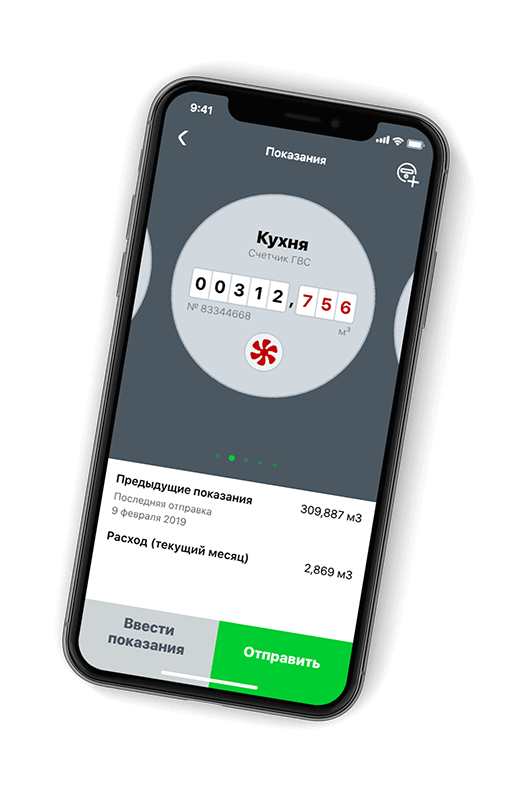 9:41
Показания
Кухня
Счетчик ГВС
00312,756
№ 83344668
м³
Предыдущие показания
309,887 м3
Последняя отправка
9 февраля 2019
Расход (текущий месяц)
2,869 м3
Ввести
показания
Отправить